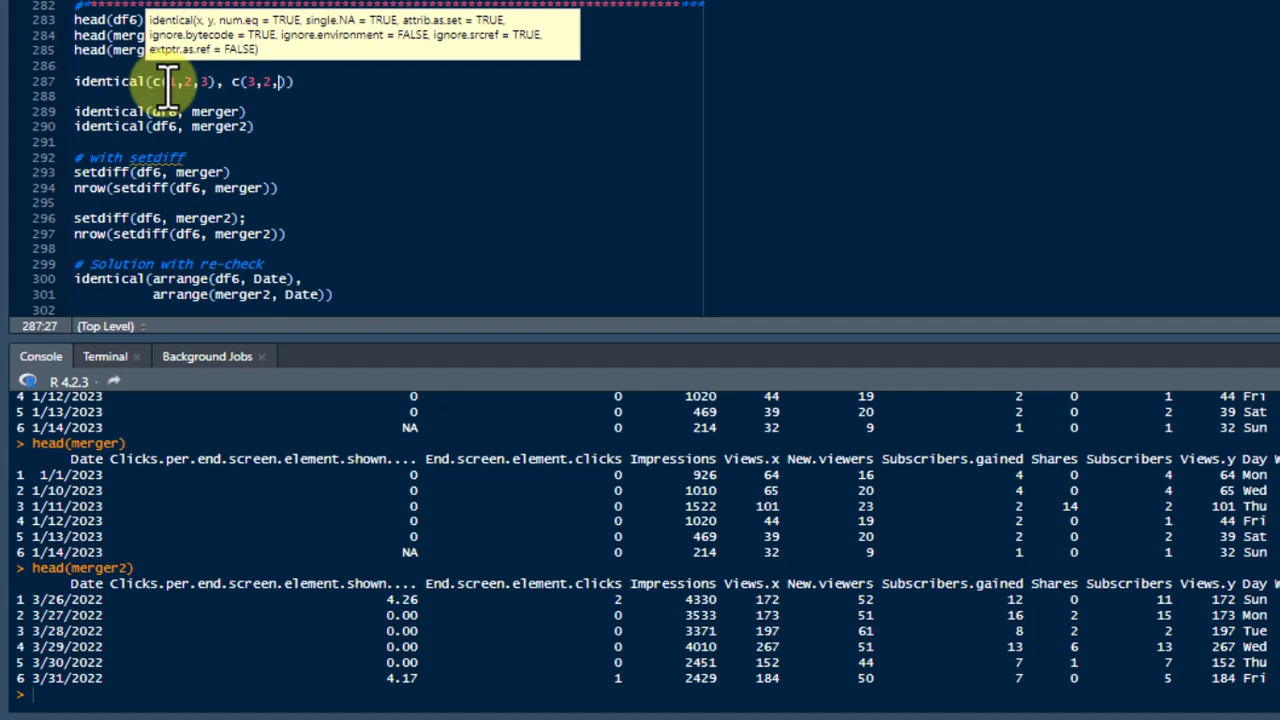 282 #*
283 head(df6)
284 head(merg
285 head(merg
identical(x, y, num.eq = TRUE, single.NA = TRUE, attrib.as.set = TRUE,
ignore.bytecode = TRUE, ignore.environment = FALSE, ignore.srcref = TRUE,
extptr.as.ref = FALSE)
286
287 identical(c(1,2,3), c(3,2,))
288
289 identical(df6, merger)
290 identical(df6, merger2)
291
292 # with setdiff
293 setdiff(df6, merger)
294 nrow(setdiff(df6, merger))
295
296 setdiff(df6, merger2);
297 nrow(setdiff(df6, merger2))
298
299 # Solution with re-check
300 identical(arrange(df6, Date),
301 arrange(merger2, Date))
302
287:27 (Top Level)
Console Terminal × Background Jobs ×
R 4.2.3 ·
4 1/12/2023 0 0 1020 44 19 2 0 1 44 Fri
5 1/13/2023 0 0 469 39 20 2 0 2 39 Sat
6 1/14/2023 NA 0 214 32 9 1 0 1 32 Sun
> head(merger)
Date Clicks.per.end.screen.element.shown.... End.screen.element.clicks Impressions Views.x New.viewers Subscribers.gained Shares Subscribers Views.y Day
1 1/1/2023 0 0 926 64 16 4 0 4 64 Mon
2 1/10/2023 0 0 1010 65 20 4 0 4 65 Wed
3 1/11/2023 0 0 1522 101 23 2 14 2 101 Thu
4 1/12/2023 0 0 1020 44 19 2 0 1 44 Fri
5 1/13/2023 0 0 469 39 20 2 0 2 39 Sat
6 1/14/2023 NA 0 214 32 9 1 0 1 32 Sun
> head(merger2)
Date Clicks.per.end.screen.element.shown.... End.screen.element.clicks Impressions Views.x New.viewers Subscribers.gained Shares Subscribers Views.y Day
1 3/26/2022 4.26 2 4330 172 52 12 0 11 172 Sun
2 3/27/2022 0.00 0 3533 173 51 16 2 15 173 Mon
3 3/28/2022 0.00 0 3371 197 61 8 2 2 197 Tue
4 3/29/2022 0.00 0 4010 267 51 13 6 13 267 Wed
5 3/30/2022 0.00 0 2451 152 44 7 1 7 152 Thu
6 3/31/2022 4.17 1 2429 184 50 7 0 5 184 Fri
>